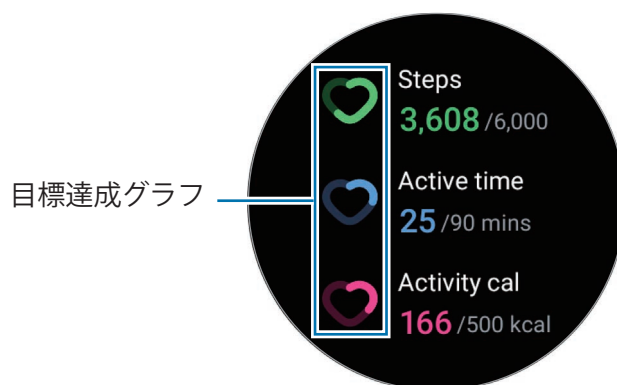 Steps
3,608 /6,000
目標達成グラフ
Active time
25 /90 mins
Activity cal
166 /500 kcal